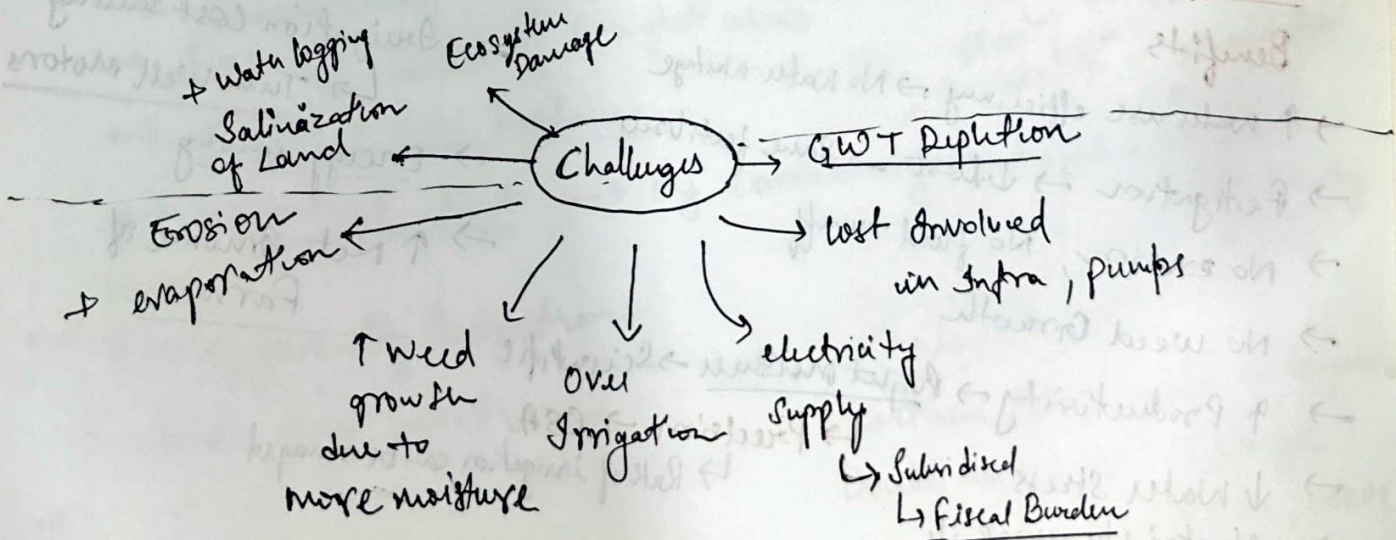 + Water logging
Salinization
of Land
Ecosystem
Damage
Challenges
→ GWT Depletion
Erosion
+ evaporation
Cost Involved
in Infra, pumps
↑ Weed
growth
due to
more moisture
Over
Irrigation
electricity
supply
↳ Subsidised
↳ Fiscal Burden